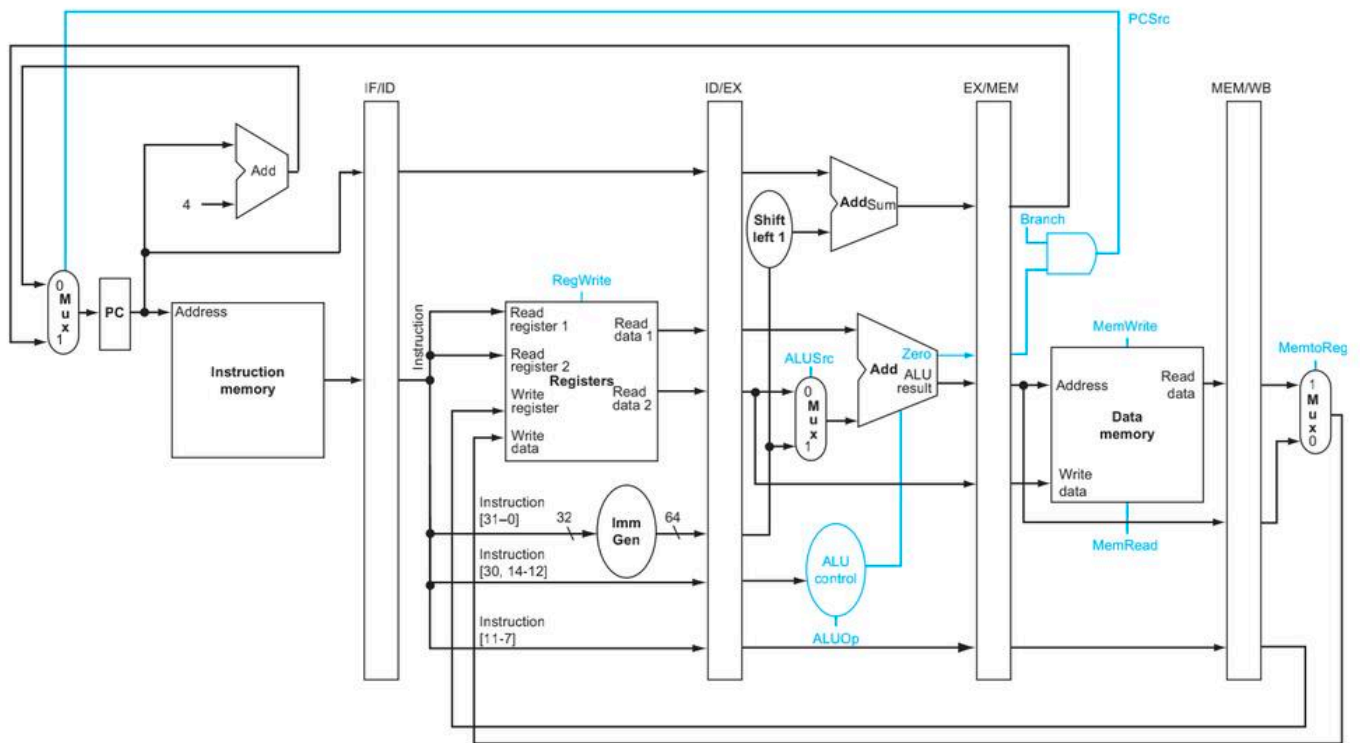 PCSrc
IF/ID
ID/EX
EX/MEM
MEM/WB
Add
4
Shift
left 1
Add Sum
Branch
0
M
u
x
1
PC
Address
Instruction
memory
Instruction
RegWrite
Read
register 1
Read
register 2
Write
register
Write
data
Registers
Read
data 1
Read
data 2
ALUSrc
0
M
u
x
1
Add
Zero
ALU
result
MemWrite
Address
Read
data
Data
memory
Write
data
MemRead
MemtoReg
1
M
u
x
0
Instruction
[31–0]
32
Imm
Gen
64
Instruction
[30, 14-12]
ALU
control
Instruction
[11-7]
ALUOp